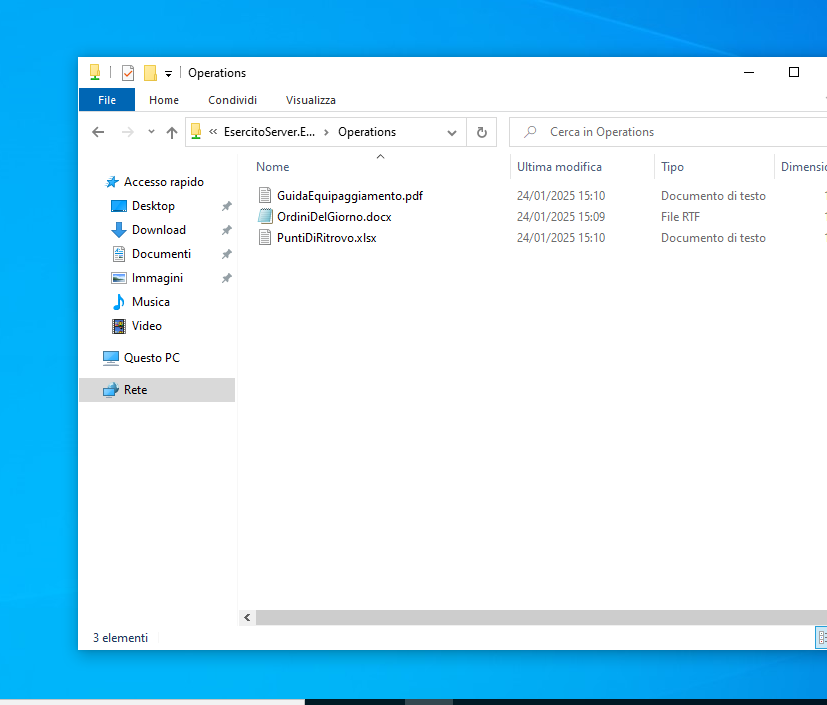 Operations
File Home Condividi Visualizza
« EsercitoServer.E... › Operations Cerca in Operations
Nome Ultima modifica Tipo Dimensio
Accesso rapido
Desktop
Download
Documenti
Immagini
Musica
Video
Questo PC
Rete
GuidaEquipaggiamento.pdf 24/01/2025 15:10 Documento di testo
OrdiniDelGiorno.docx 24/01/2025 15:09 File RTF
PuntiDiRitrovo.xlsx 24/01/2025 15:10 Documento di testo
3 elementi